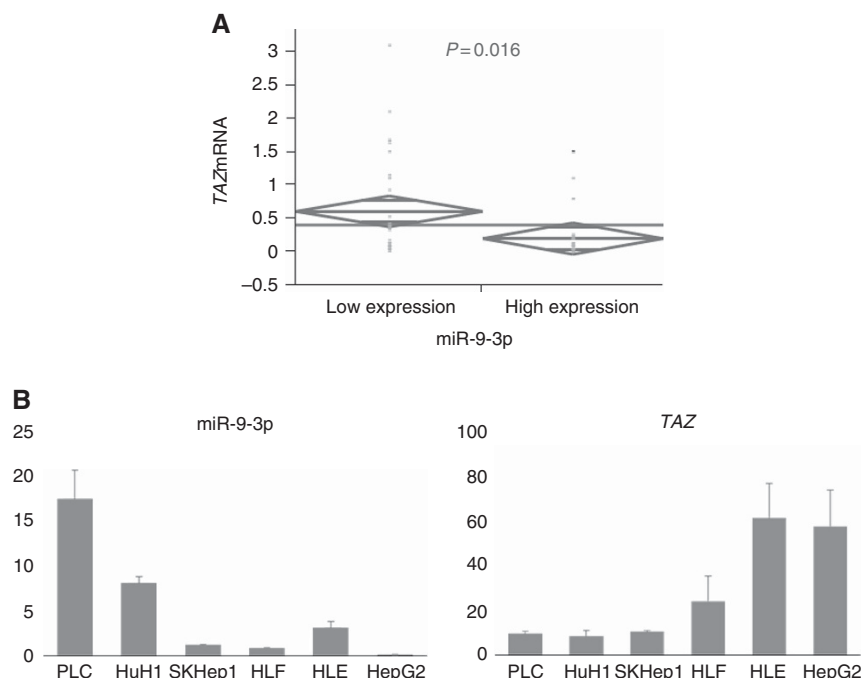 A
P=0.016
TAZmRNA
3
2.5
2
1.5
1
0.5
0
–0.5
Low expression High expression
miR-9-3p
B
miR-9-3p
25
20
15
10
5
0
PLC HuH1 SKHep1 HLF HLE HepG2
TAZ
100
80
60
40
20
0
PLC HuH1 SKHep1 HLF HLE HepG2